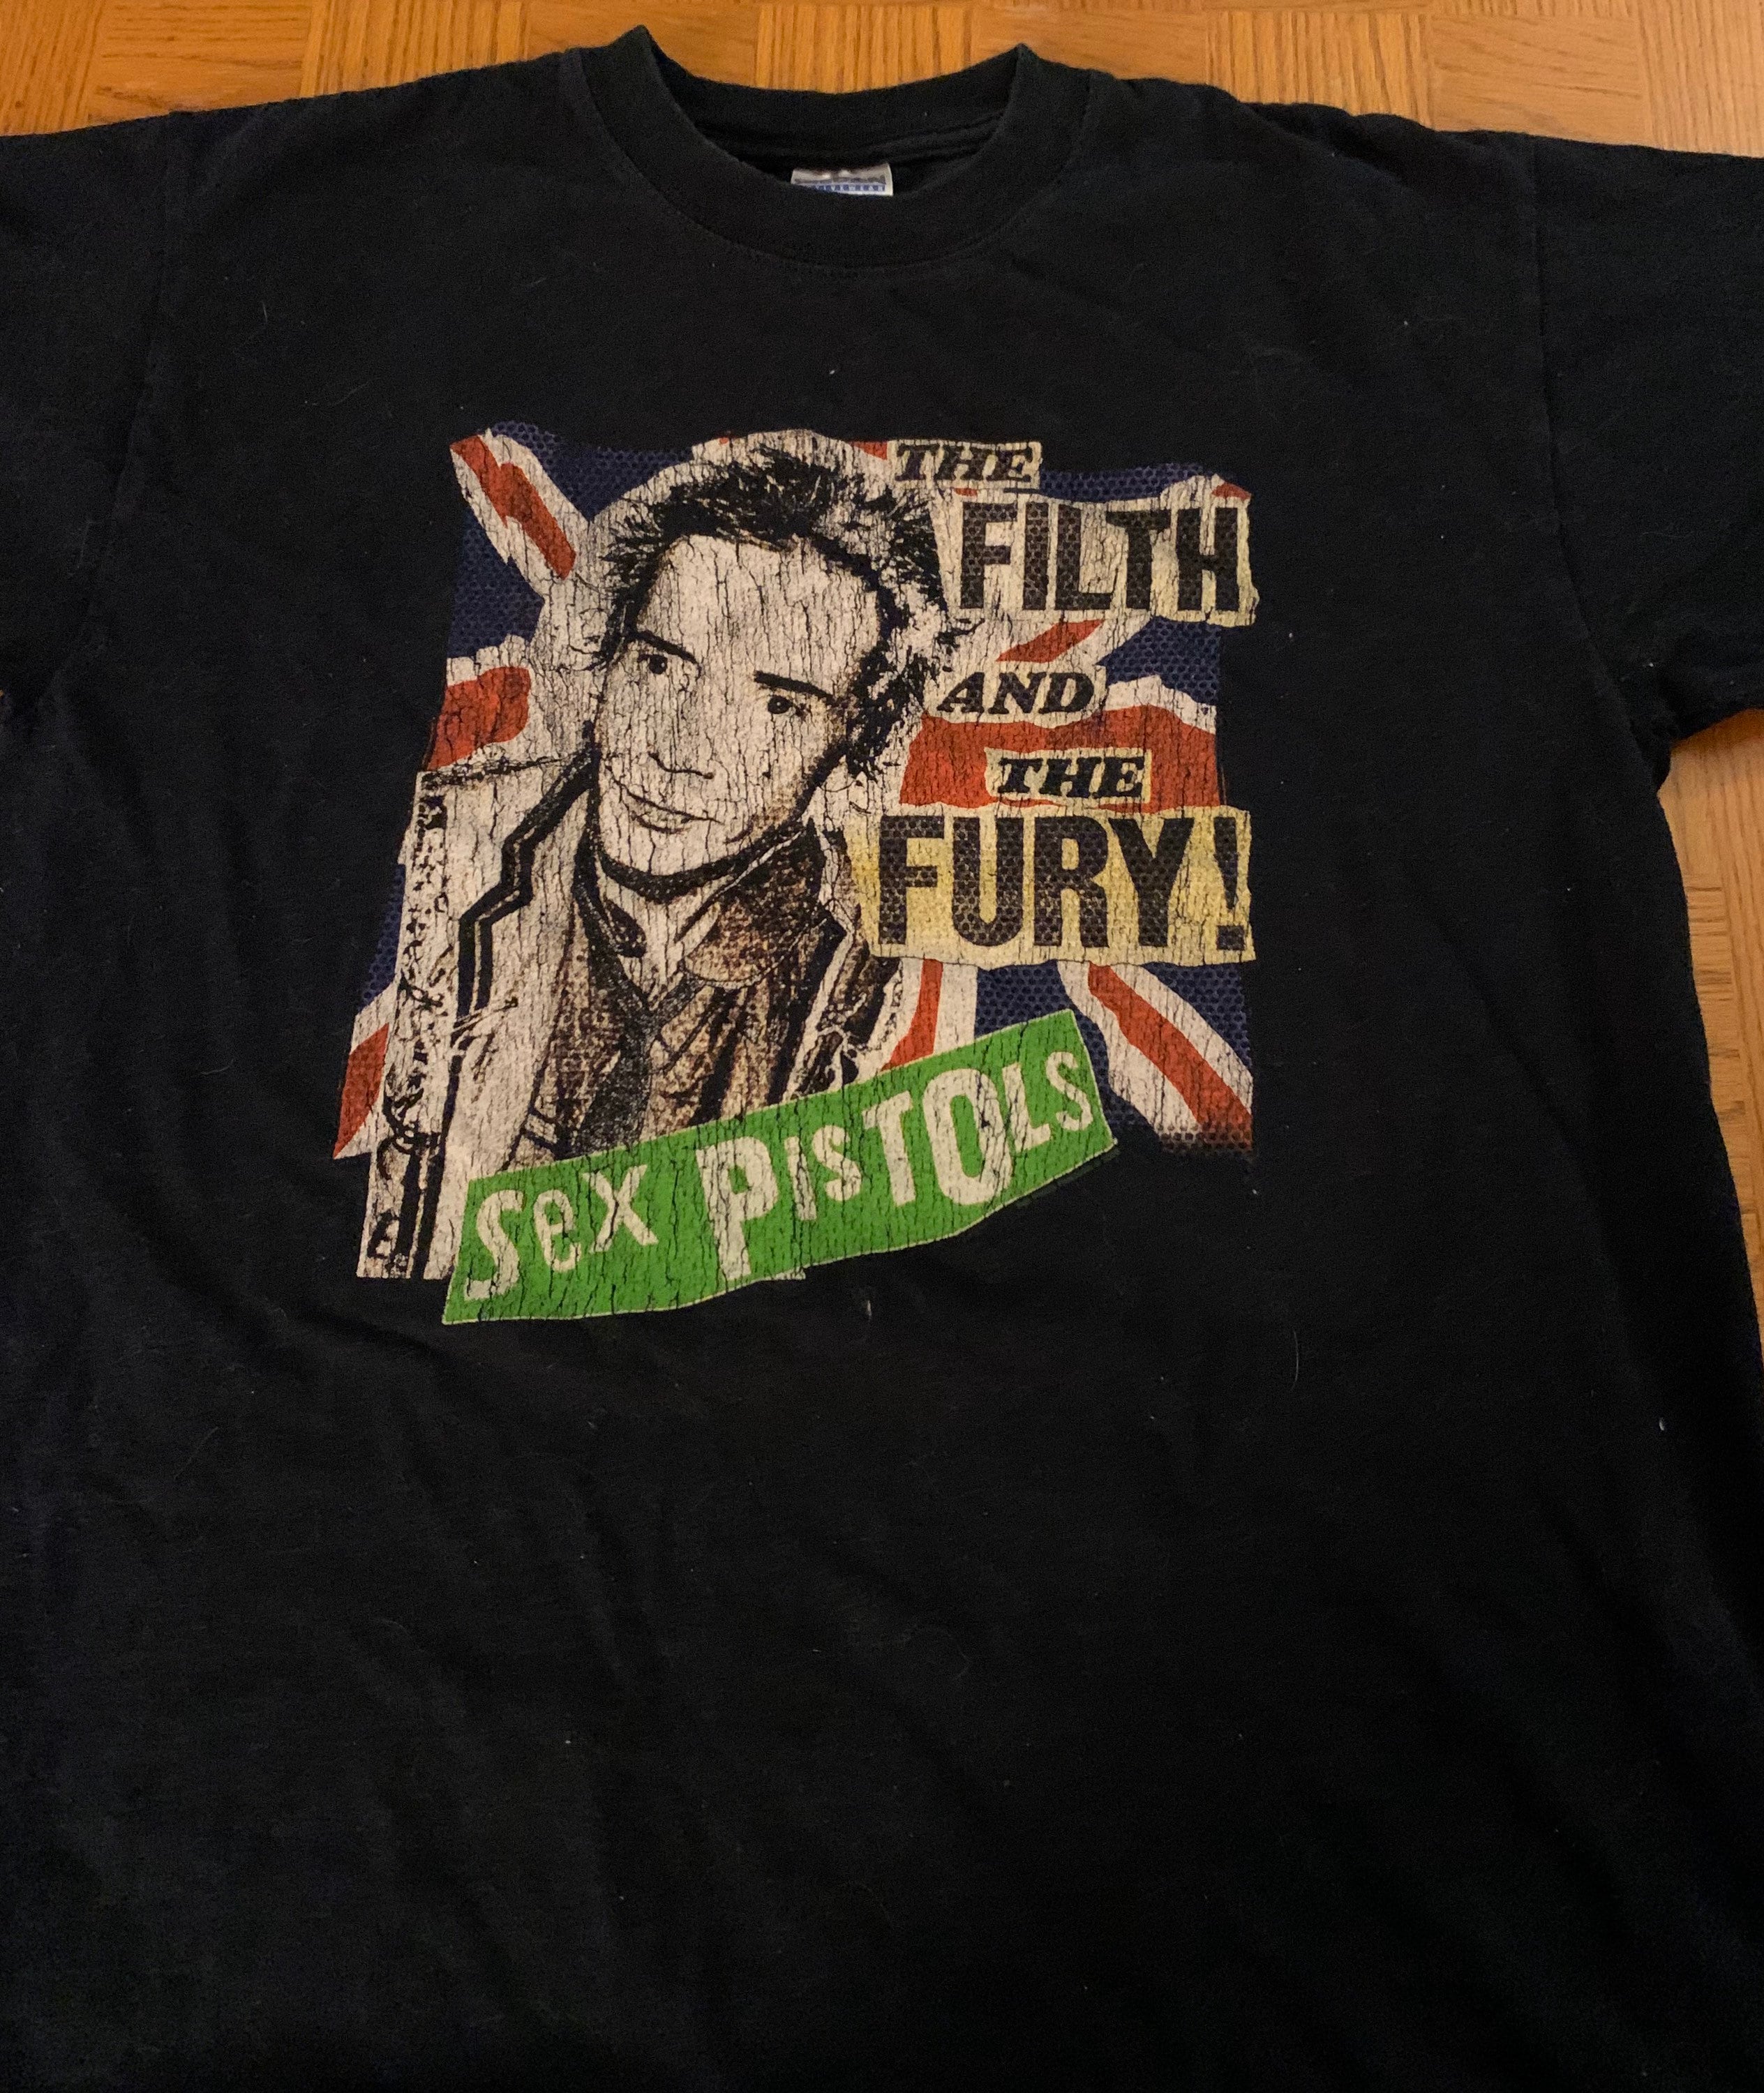 THE
FILTH
AND
THE
FURY!
Sex PiSTOLS